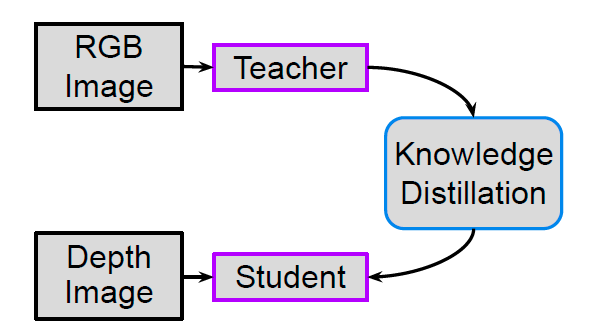 RGB
Image
Teacher
Knowledge
Distillation
Depth
Image
Student